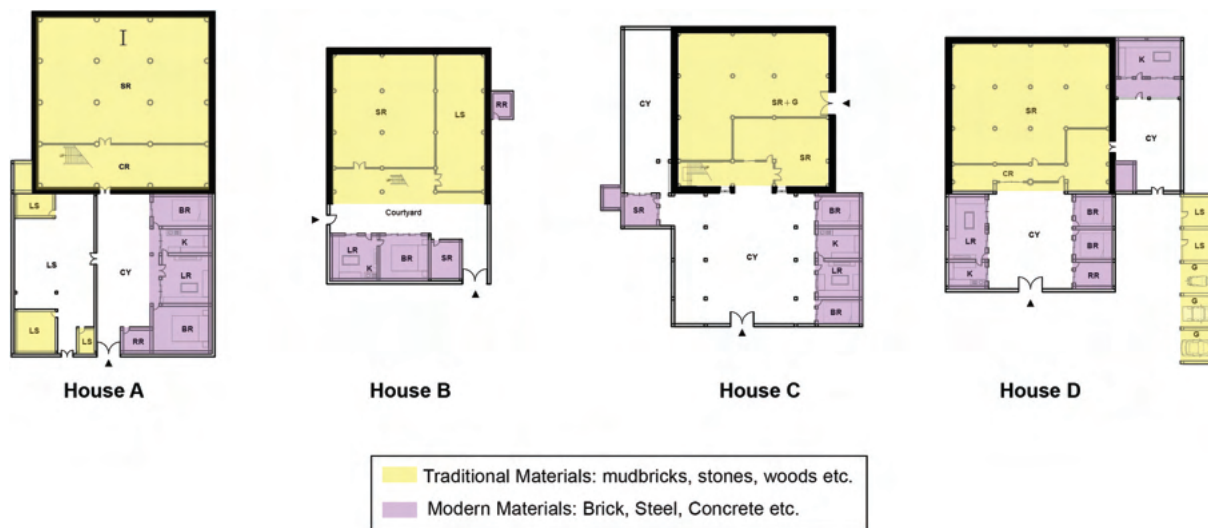 SR
CR
LS
LS
LS
LS
CY
BR
K
LR
BR
RR
House A
SR
LS
RR
Courtyard
LR
K
BR
SR
House B
CY
SR + G
SR
SR
CY
BR
K
LR
BR
House C
SR
CR
K
CY
LR
K
CY
BR
BR
RR
LS
LS
G
G
G
House D
Traditional Materials: mudbricks, stones, woods etc.
Modern Materials: Brick, Steel, Concrete etc.